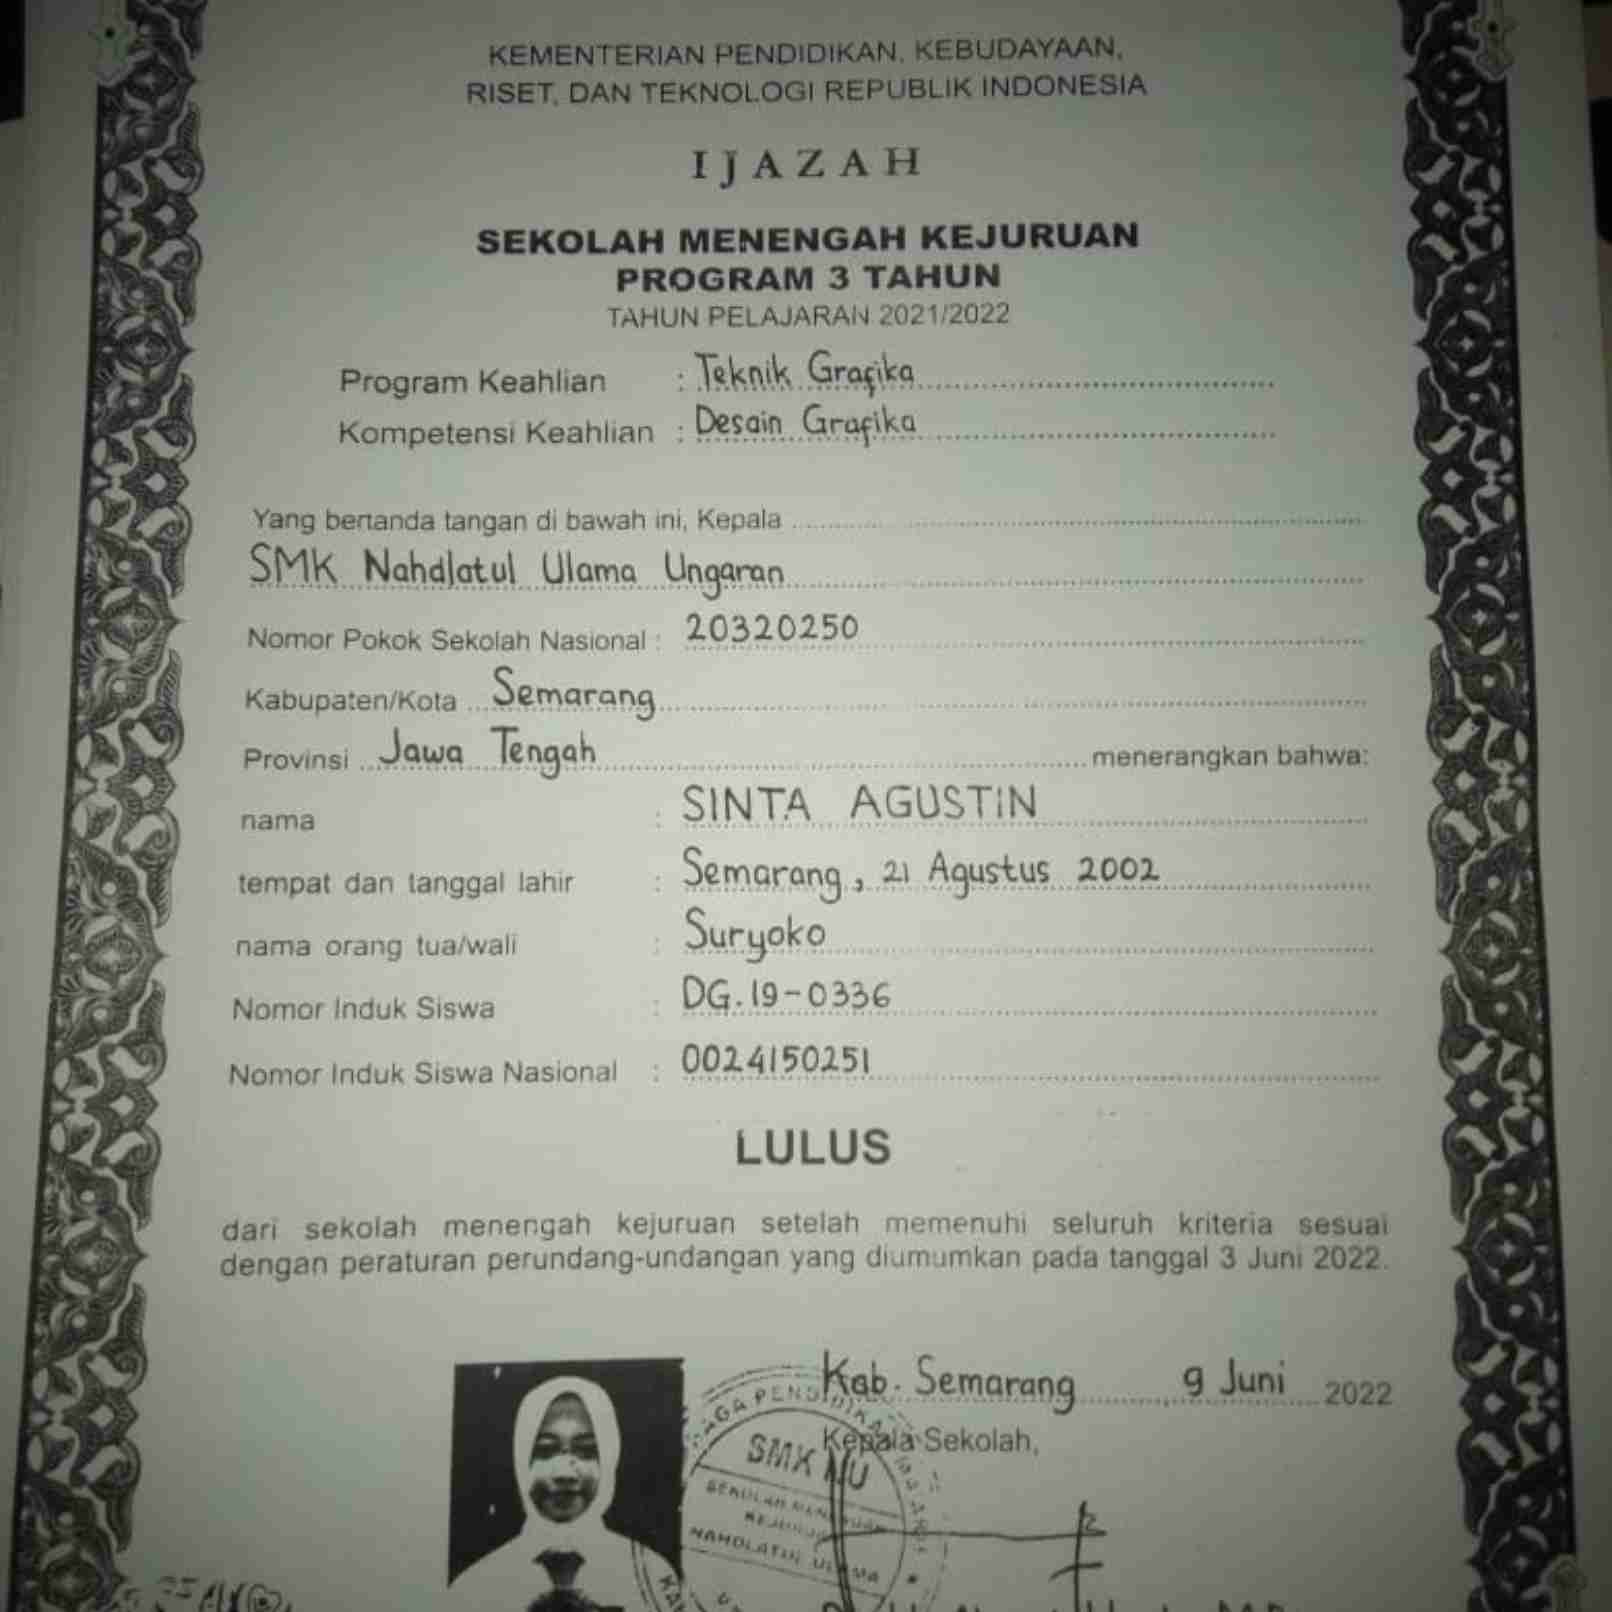 KEMENTERIAN PENDIDIKAN, KEBUDAYAAN,
RISET, DAN TEKNOLOGI REPUBLIK INDONESIA
IJAZAH
SEKOLAH MENENGAH KEJURUAN
PROGRAM 3 TAHUN
TAHUN PELAJARAN 2021/2022
Program Keahlian : Teknik Grafika
Kompetensi Keahlian : Desain Grafika
Yang bertanda tangan di bawah ini, Kepala
SMK Nahdlatul Ulama Ungaran
Nomor Pokok Sekolah Nasional : 20320250
Kabupaten/Kota Semarang
Provinsi Jawa Tengah menerangkan bahwa:
nama : SINTA AGUSTIN
tempat dan tanggal lahir : Semarang, 21 Agustus 2002
nama orang tua/wali : Suryoko
Nomor Induk Siswa : DG.19-0336
Nomor Induk Siswa Nasional : 0024150251
LULUS
dari sekolah menengah kejuruan setelah memenuhi seluruh kriteria sesuai
dengan peraturan perundang-undangan yang diumumkan pada tanggal 3 Juni 2022.
Kab. Semarang, 9 Juni 2022
Kepala Sekolah,
SMK NU
SEKOLAH MENENGAH
KEJURUAN
NAHDLATUL ULAMA